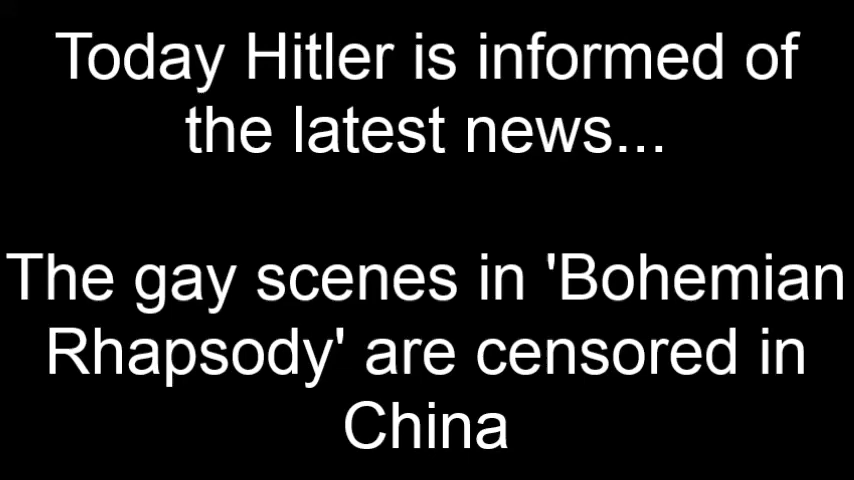 Today Hitler is informed of
the latest news...
The gay scenes in 'Bohemian
Rhapsody' are censored in
China